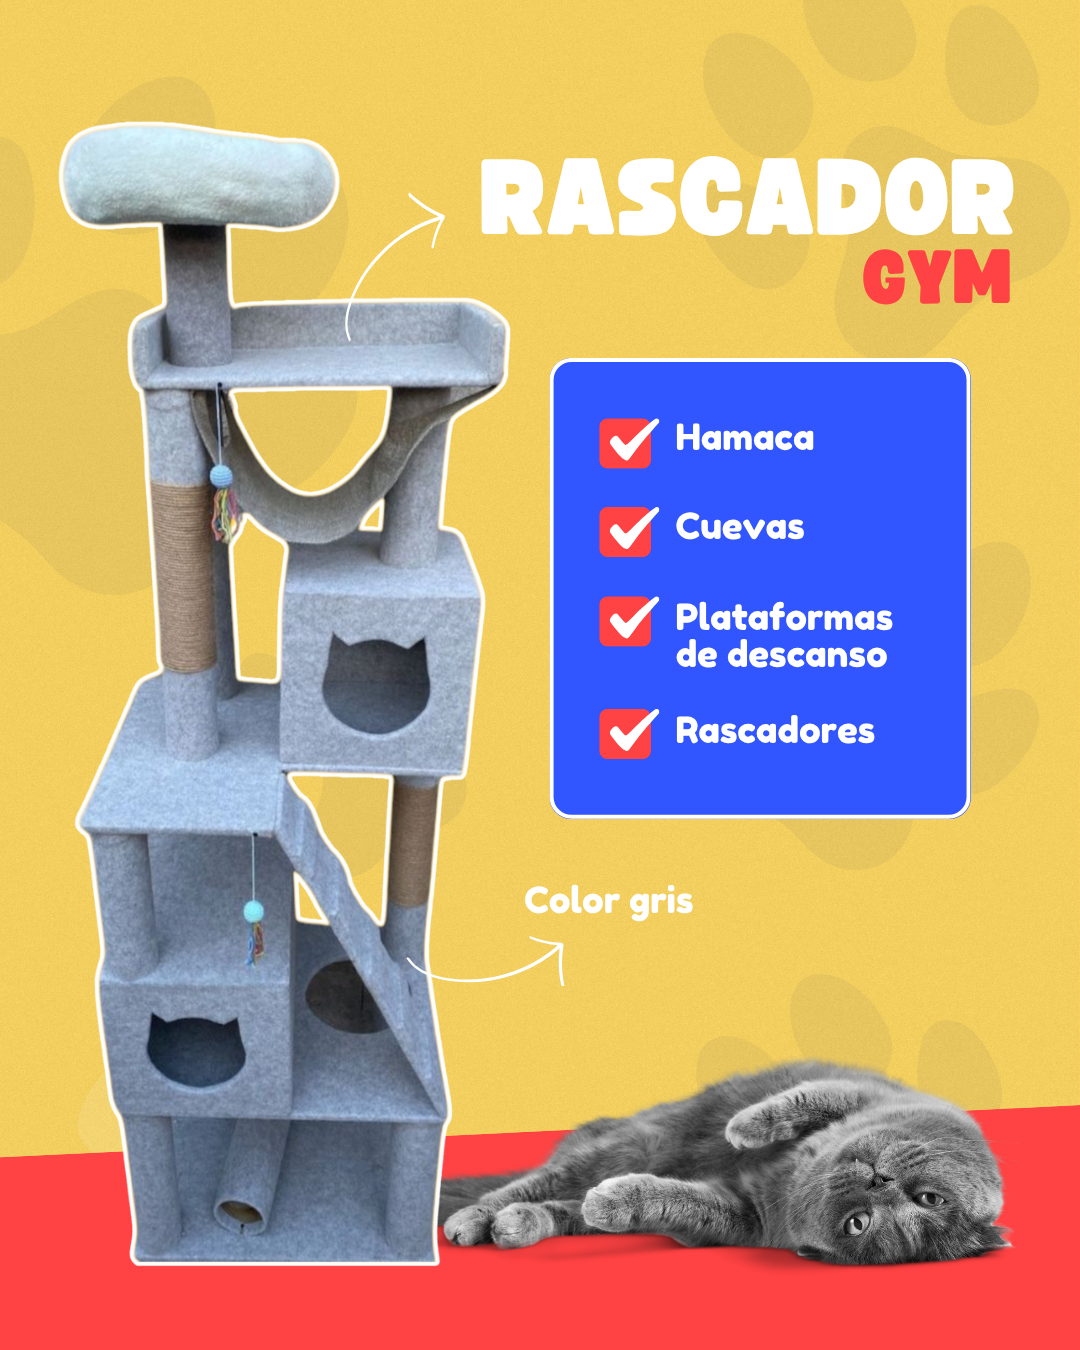 RASCADOR
GYM
Hamaca
Cuevas
Plataformas
de descanso
Rascadores
Color gris